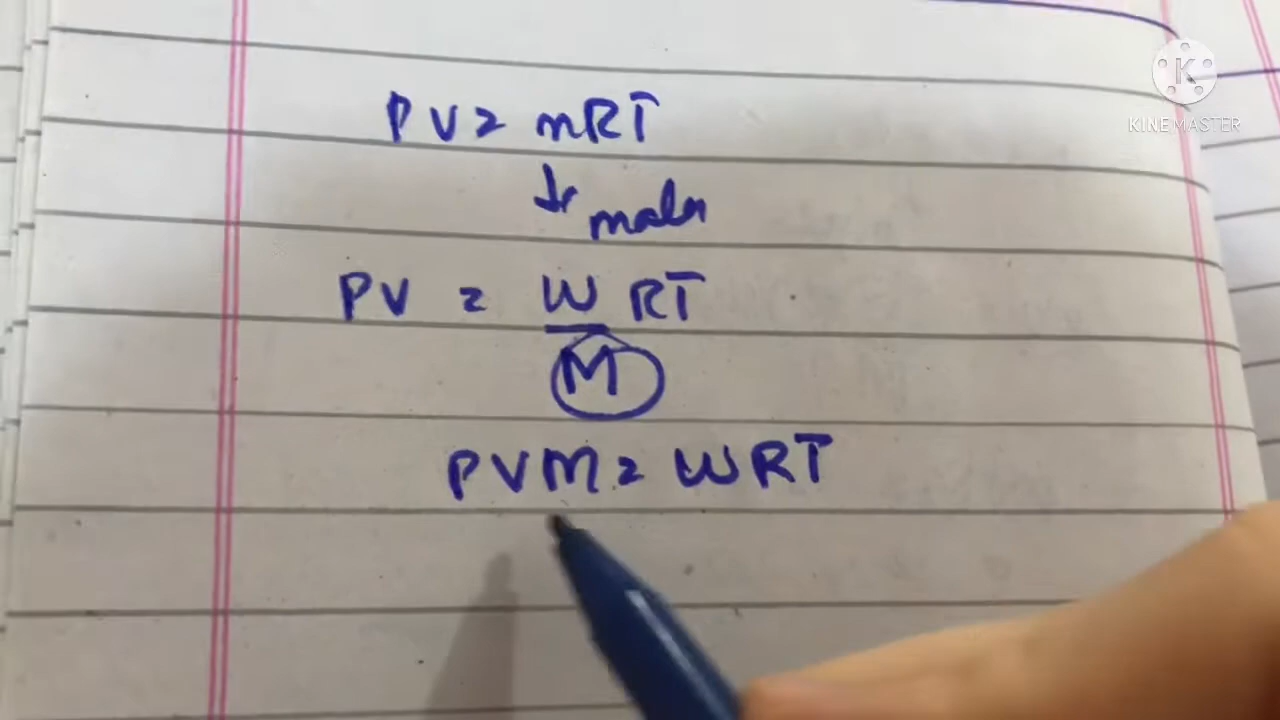 PV = nRT
moles
PV = W RT
M
PVM = WRT
K
KINEMASTER